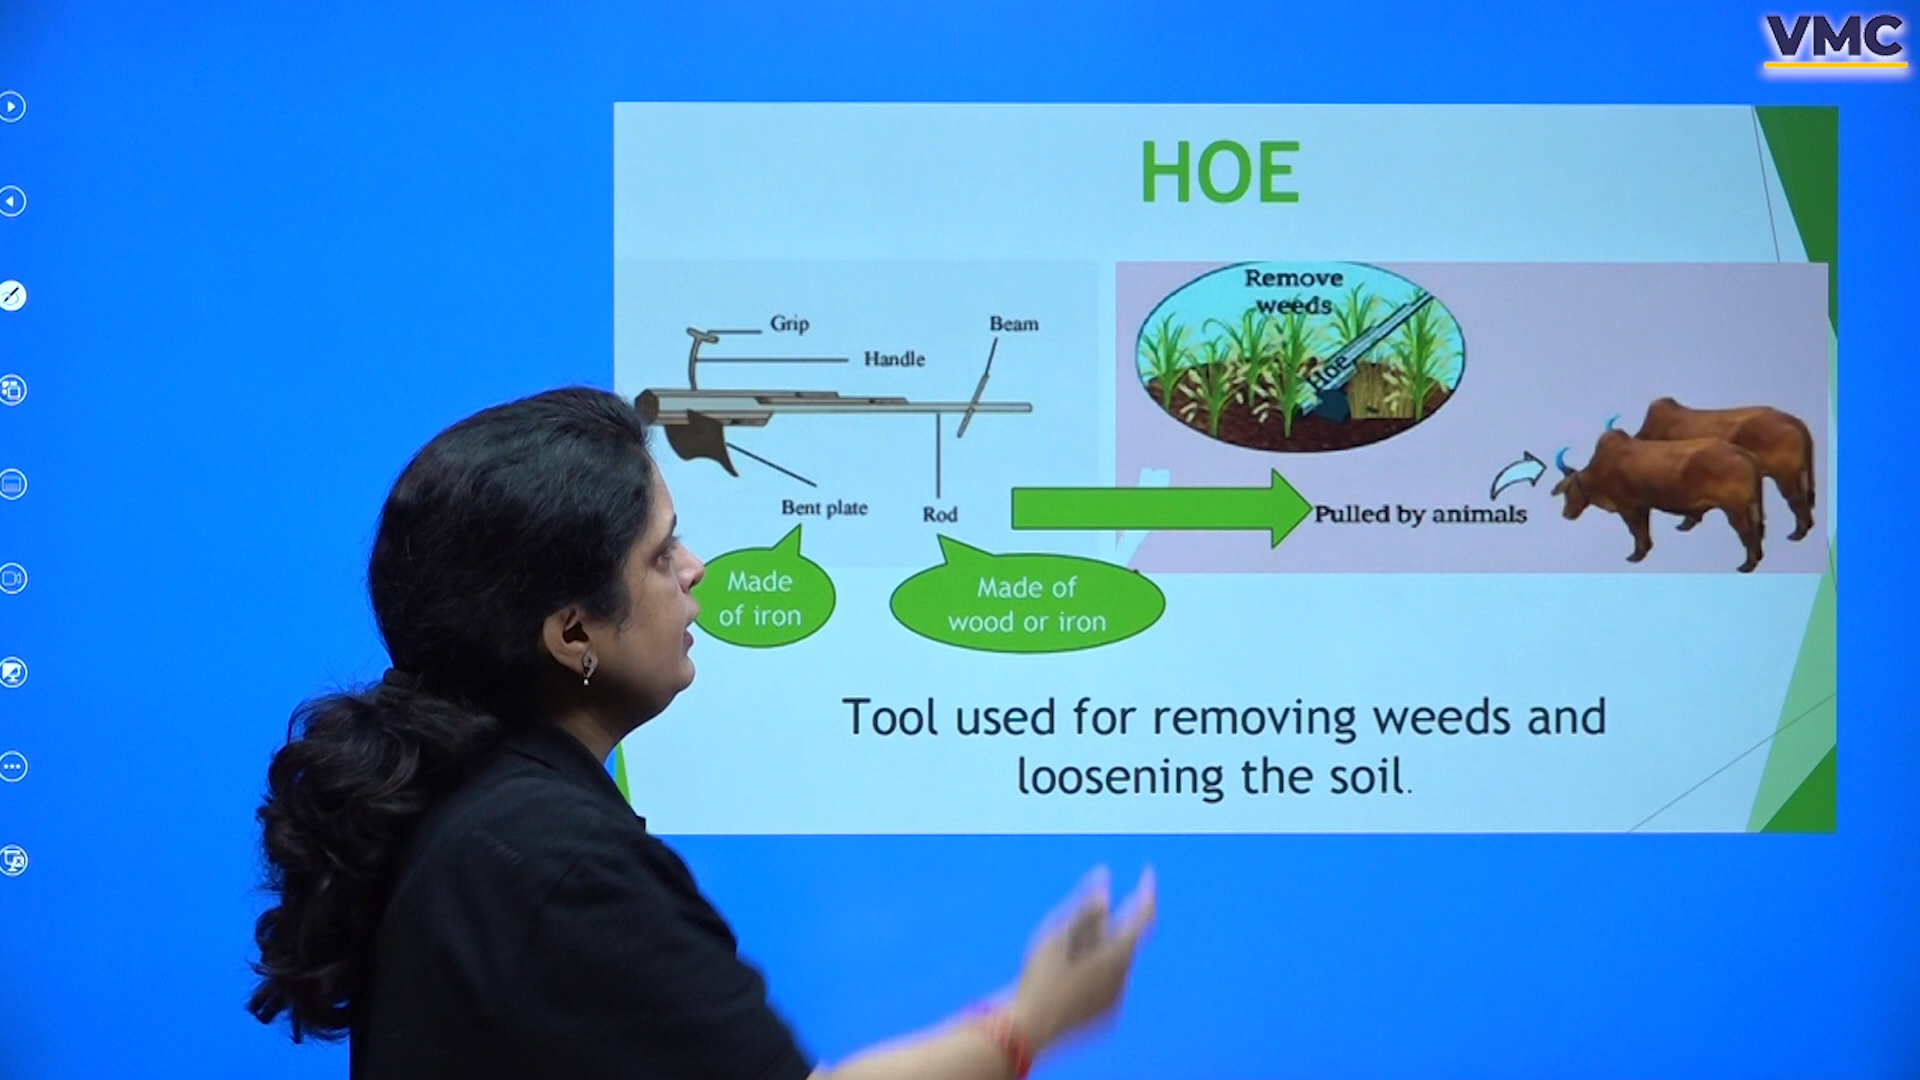 VMC
HOE
Remove
weeds
Hoe
Grip
Beam
Handle
Bent plate
Rod
Pulled by animals
Made
of iron
Made of
wood or iron
Tool used for removing weeds and
loosening the soil.